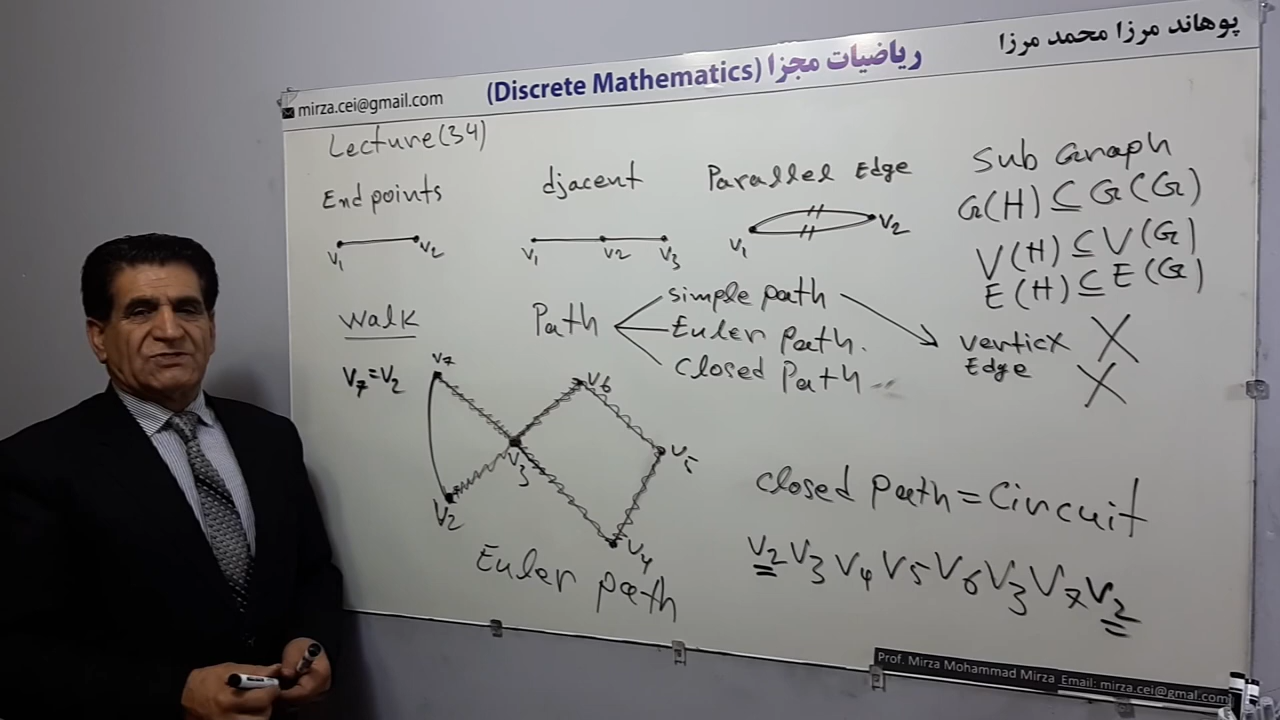 پوهاند مرزا محمد مرزا
ریاضیات مجزا (Discrete Mathematics)
mirza.cei@gmail.com
Lecture(34)
End points
djacent
Parallel Edge
Sub Graph
G(H) ⊆ G(G)
V(H) ⊆ V(G)
E(H) ⊆ E(G)
V1 V2
V1 V2 V3
V1 V2
Walk
V7=V2
Path
simple path
Euler Path.
closed Path
verticx X
Edge X
V7
V6
V3
V5
V2
V4
Euler path
closed path = Circuit
V2 V3 V4 V5 V6 V3 V7 V2
Prof. Mirza Mohammad Mirza Email: mirza.cei@gmal.com